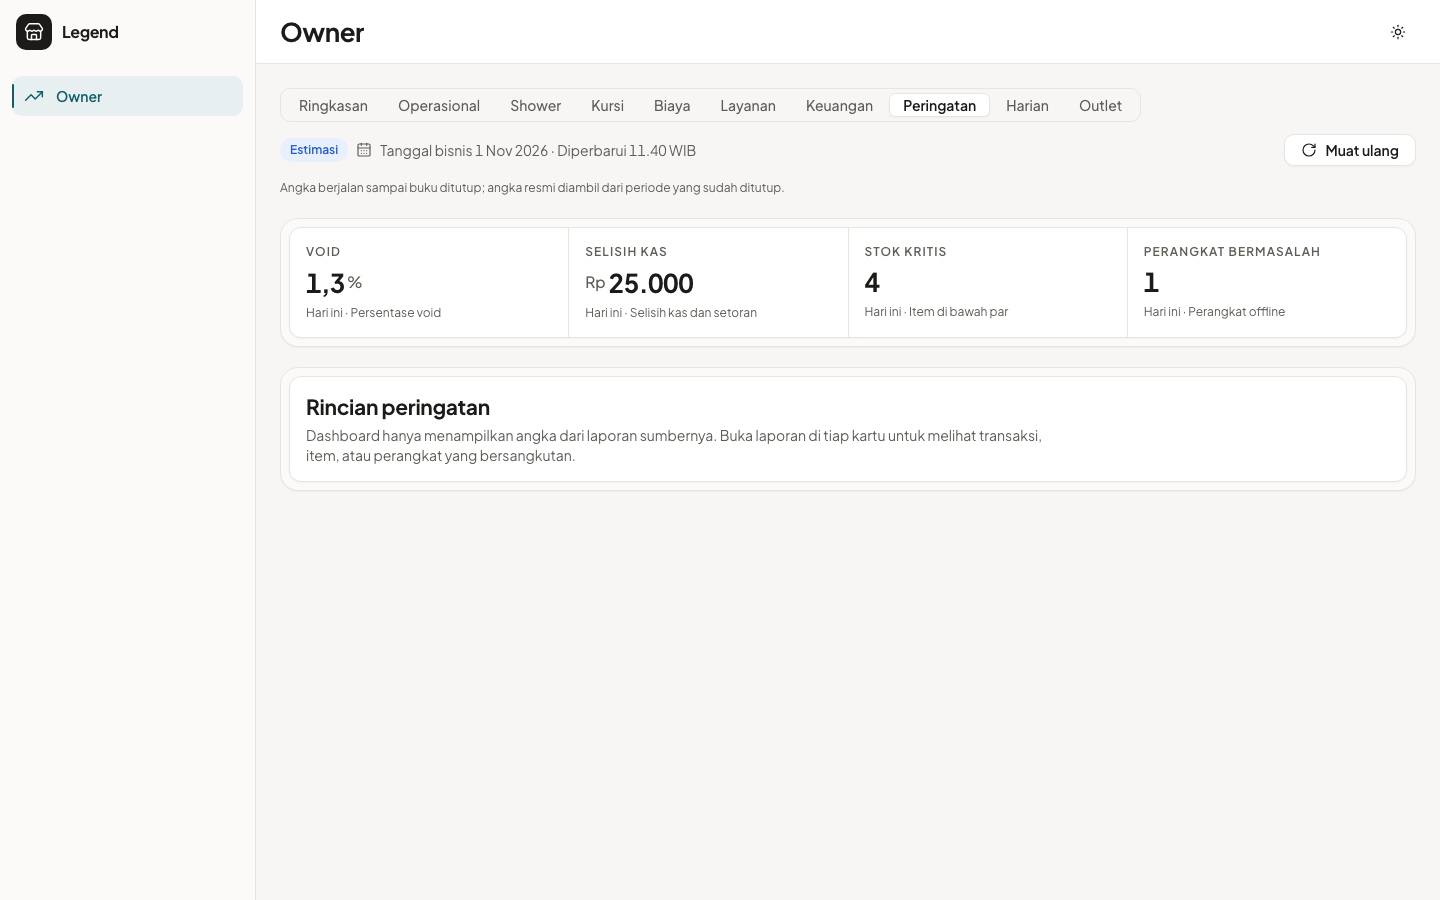 Legend
Owner
Owner
Ringkasan
Operasional
Shower
Kursi
Biaya
Layanan
Keuangan
Peringatan
Harian
Outlet
Estimasi
Tanggal bisnis 1 Nov 2026 · Diperbarui 11.40 WIB
Muat ulang
Angka berjalan sampai buku ditutup; angka resmi diambil dari periode yang sudah ditutup.
VOID
1,3 %
Hari ini · Persentase void
SELISIH KAS
Rp 25.000
Hari ini · Selisih kas dan setoran
STOK KRITIS
4
Hari ini · Item di bawah par
PERANGKAT BERMASALAH
1
Hari ini · Perangkat offline
Rincian peringatan
Dashboard hanya menampilkan angka dari laporan sumbernya. Buka laporan di tiap kartu untuk melihat transaksi,
item, atau perangkat yang bersangkutan.